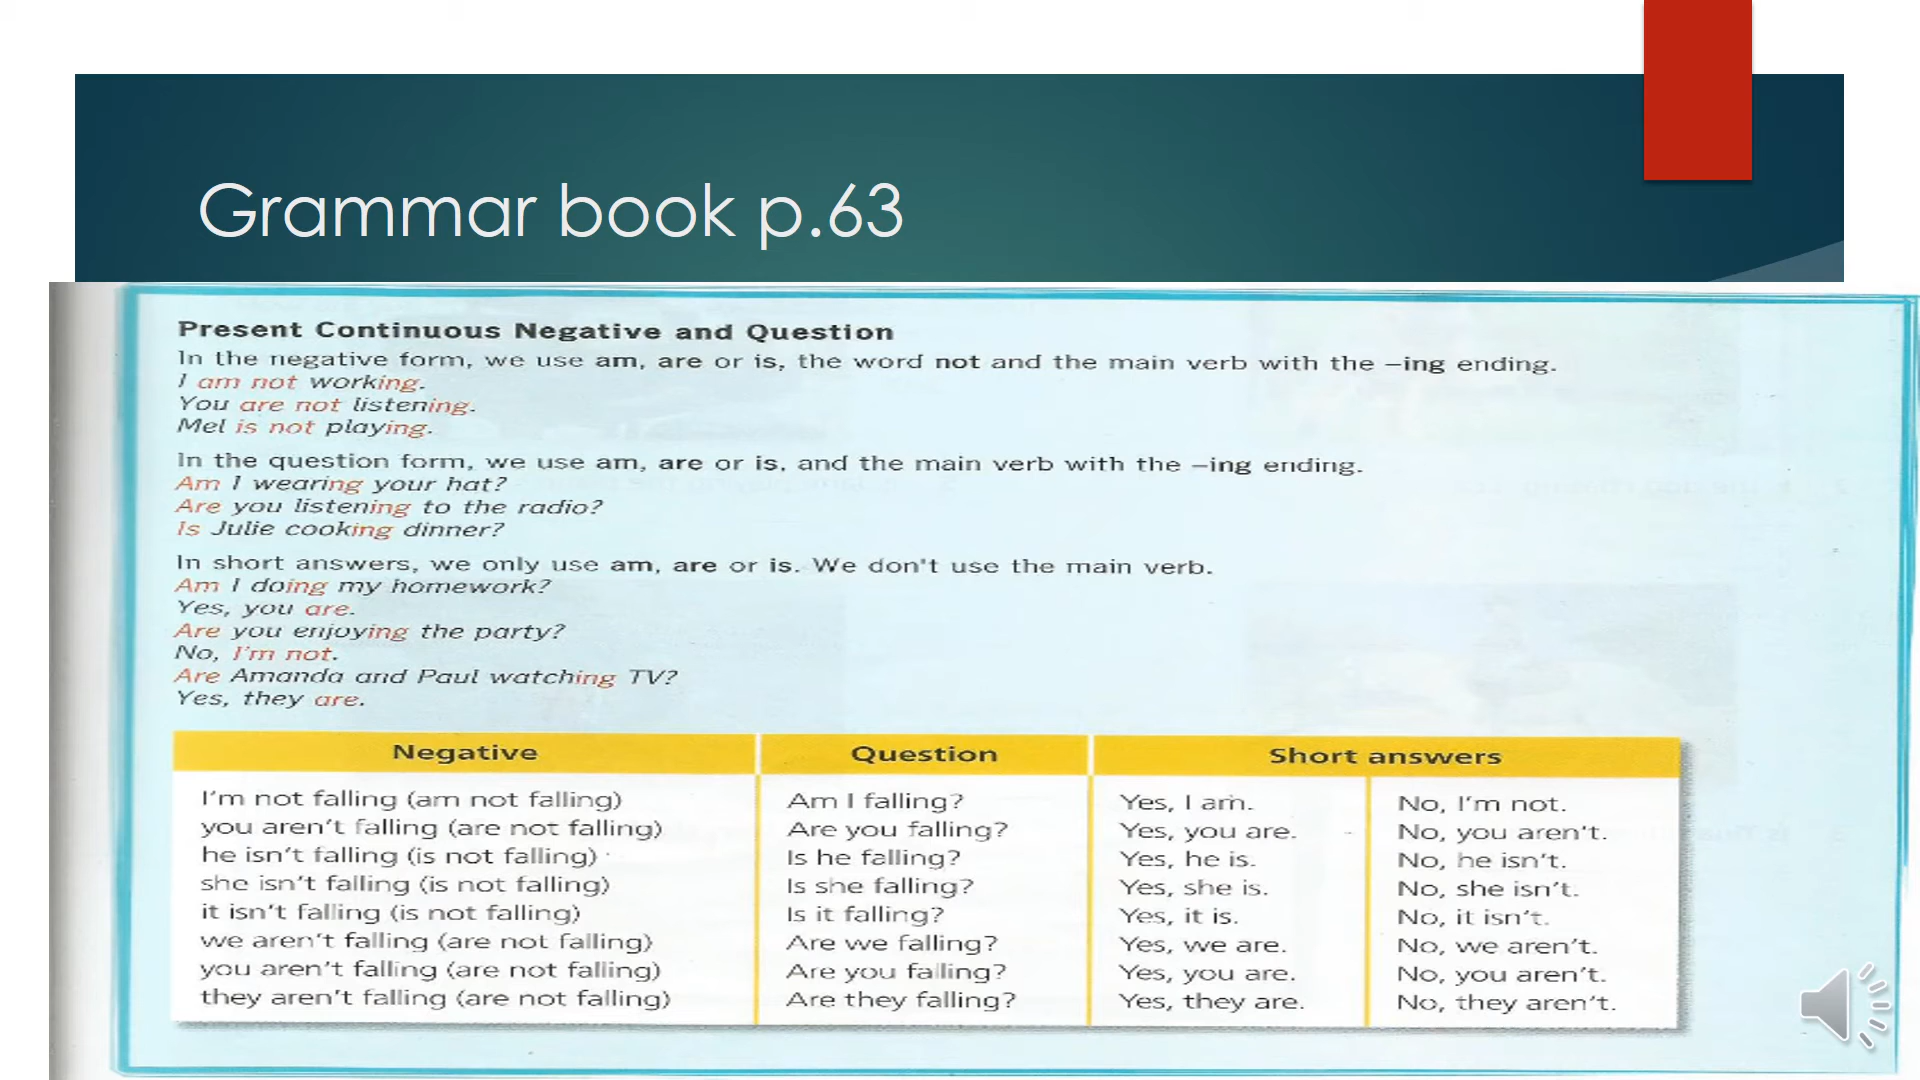 Grammar book p.63
Present Continuous Negative and Question
In the negative form, we use am, are or is, the word not and the main verb with the –ing ending.
I am not working.
You are not listening.
Mel is not playing.
In the question form, we use am, are or is, and the main verb with the –ing ending.
Am I wearing your hat?
Are you listening to the radio?
Is Julie cooking dinner?
In short answers, we only use am, are or is. We don't use the main verb.
Am I doing my homework?
Yes, you are.
Are you enjoying the party?
No, I'm not.
Are Amanda and Paul watching TV?
Yes, they are.
Negative Question Short answers
I'm not falling (am not falling) Am I falling? Yes, I am. No, I'm not.
you aren't falling (are not falling) Are you falling? Yes, you are. No, you aren't.
he isn't falling (is not falling) Is he falling? Yes, he is. No, he isn't.
she isn't falling (is not falling) Is she falling? Yes, she is. No, she isn't.
it isn't falling (is not falling) Is it falling? Yes, it is. No, it isn't.
we aren't falling (are not falling) Are we falling? Yes, we are. No, we aren't.
you aren't falling (are not falling) Are you falling? Yes, you are. No, you aren't.
they aren't falling (are not falling) Are they falling? Yes, they are. No, they aren't.